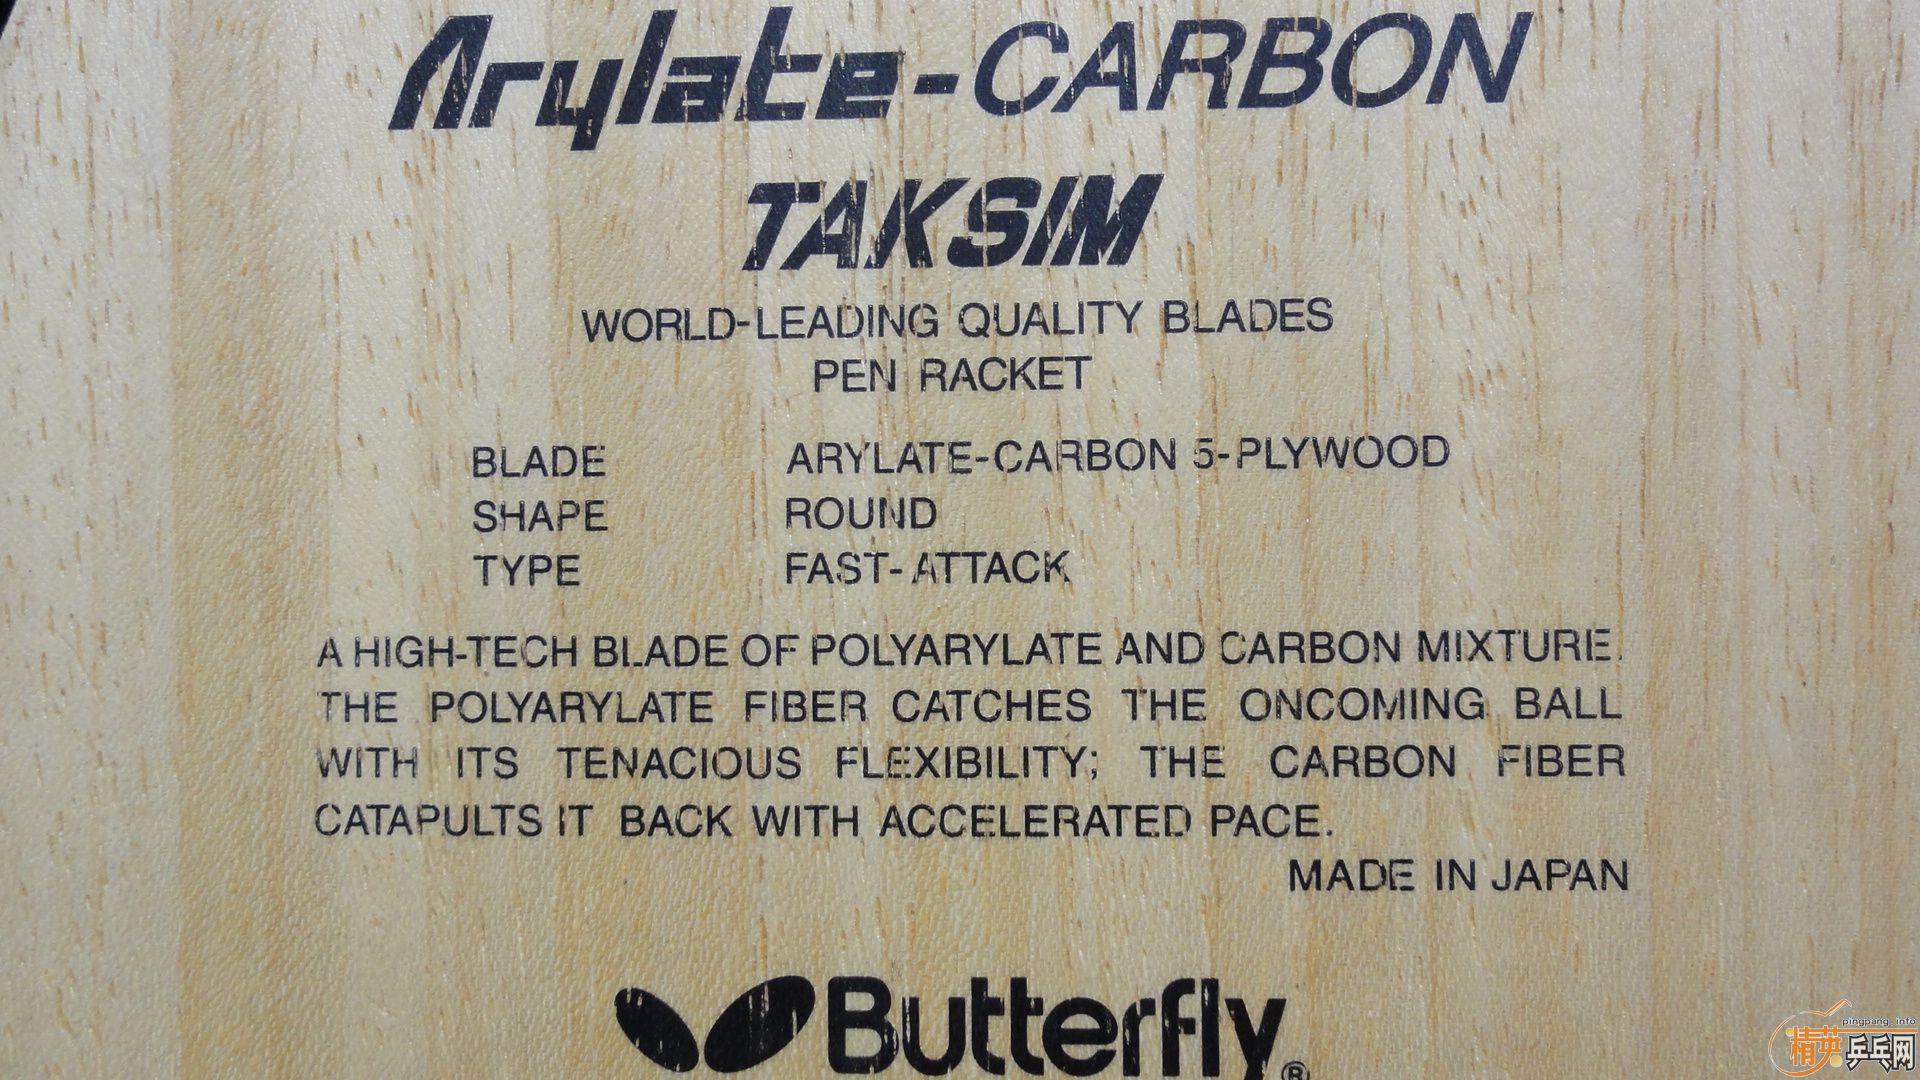 Arylate-CARBON
TAKSIM
WORLD-LEADING QUALITY BLADES
PEN RACKET
BLADE ARYLATE-CARBON 5-PLYWOOD
SHAPE ROUND
TYPE FAST-ATTACK
A HIGH-TECH BLADE OF POLYARYLATE AND CARBON MIXTURE.
THE POLYARYLATE FIBER CATCHES THE ONCOMING BALL
WITH ITS TENACIOUS FLEXIBILITY; THE CARBON FIBER
CATAPULTS IT BACK WITH ACCELERATED PACE.
MADE IN JAPAN
Butterfly®
pingpang.info
精英乒乓网